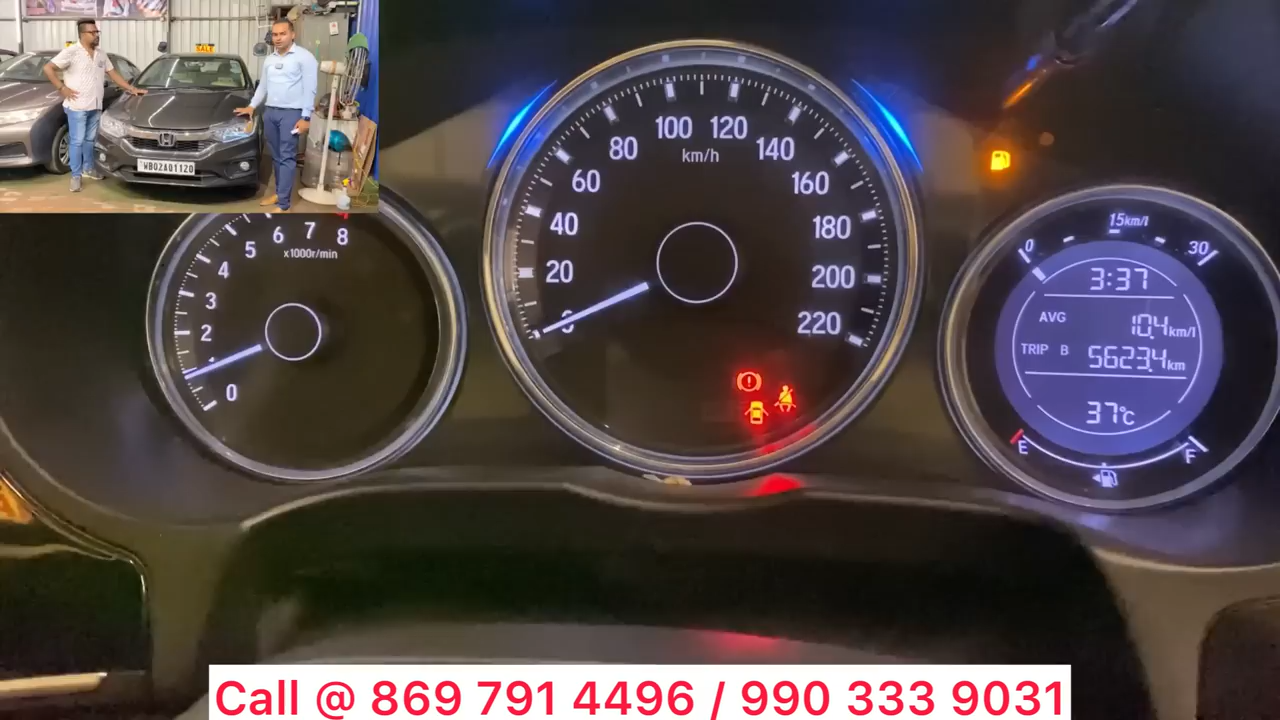 SALE
WB02AO1120
0
2
3
4
5
6
7
8
x1000r/min
0
20
40
60
80
100
120
140
160
180
200
220
km/h
0
15km/l
30
3:37
AVG 10.4km/l
TRIP B 5623.4km
37°C
E
F
Call @ 869 791 4496 / 990 333 9031